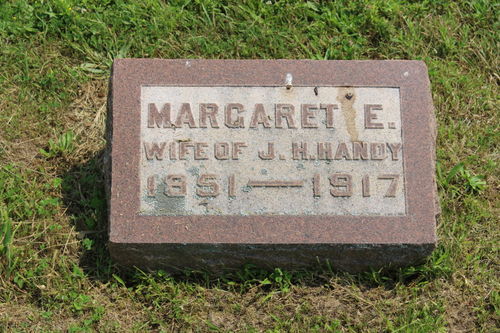 MARGARET E.
WIFE OF J. H. HANDY
1851—1917